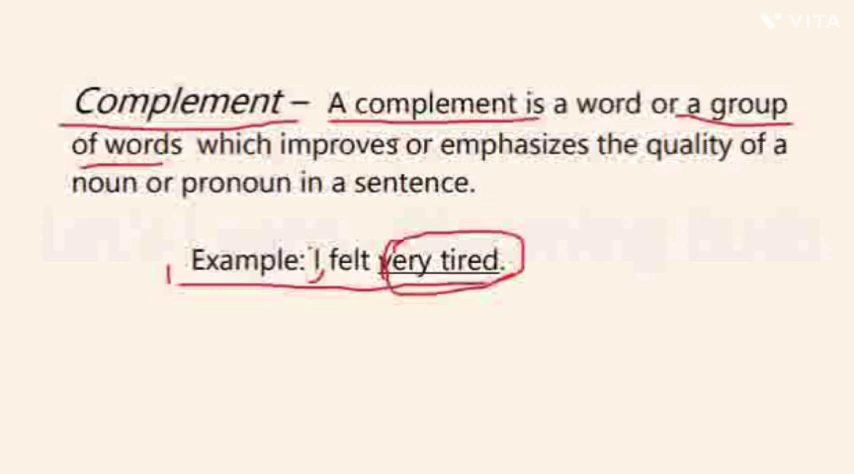 VITA
Complement – A complement is a word or a group
of words which improves or emphasizes the quality of a
noun or pronoun in a sentence.
Example: I felt very tired.